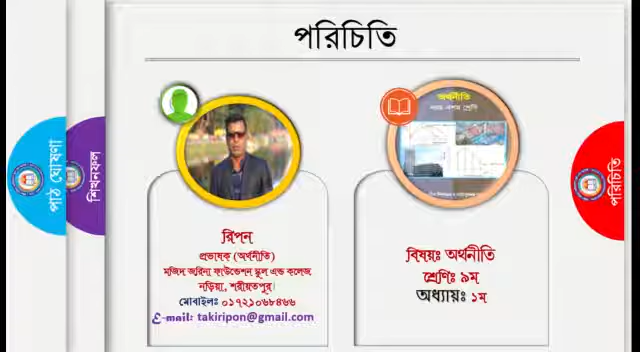 পরিচিতি
রিপন
প্রভাষক (অর্থনীতি)
মজিদ জরিনা ফাউন্ডেশন স্কুল এন্ড কলেজ
নড়িয়া, শরীয়তপুর।
মোবাইলঃ ০১৭২১০৬৮৪৬৬
E-mail: takiripon@gmail.com
অর্থনীতি
বিষয়ঃ অর্থনীতি
শ্রেণিঃ ৯ম
অধ্যায়ঃ ১ম
পাঠ ঘোষণা
শিখনফল
পরিচিতি